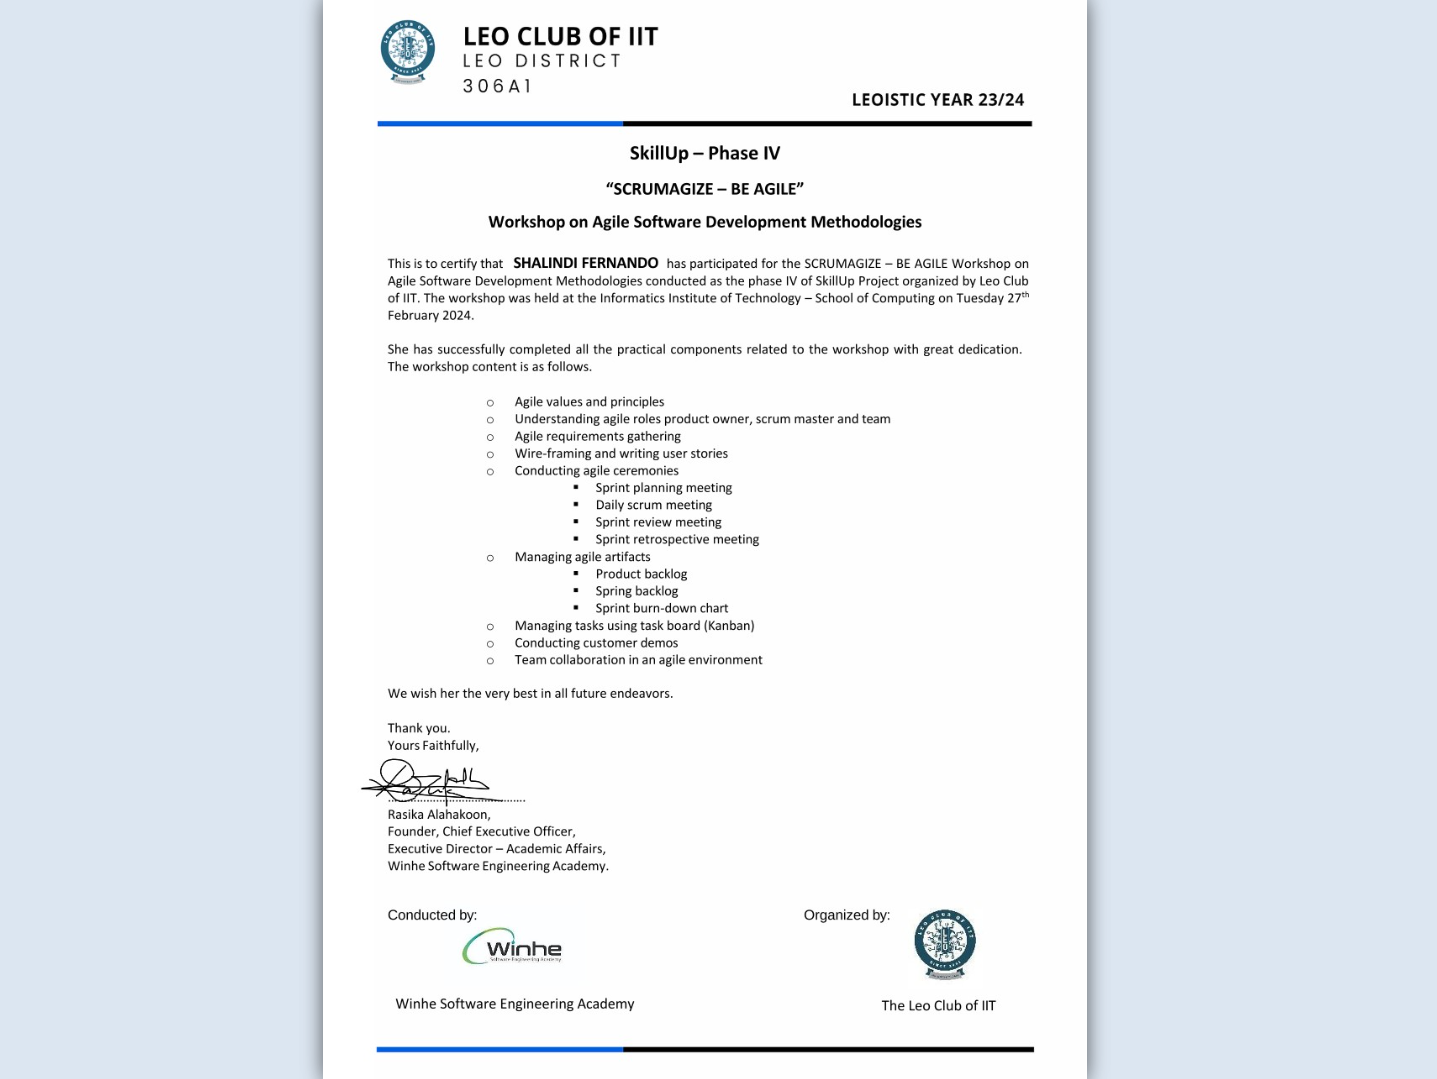 LEO CLUB OF IIT
LEO DISTRICT
306A1
LEOISTIC YEAR 23/24
SkillUp – Phase IV
“SCRUMAGIZE – BE AGILE”
Workshop on Agile Software Development Methodologies
This is to certify that SHALINDI FERNANDO has participated for the SCRUMAGIZE – BE AGILE Workshop on
Agile Software Development Methodologies conducted as the phase IV of SkillUp Project organized by Leo Club
of IIT. The workshop was held at the Informatics Institute of Technology – School of Computing on Tuesday 27th
February 2024.
She has successfully completed all the practical components related to the workshop with great dedication.
The workshop content is as follows.
o Agile values and principles
o Understanding agile roles product owner, scrum master and team
o Agile requirements gathering
o Wire-framing and writing user stories
o Conducting agile ceremonies
▪ Sprint planning meeting
▪ Daily scrum meeting
▪ Sprint review meeting
▪ Sprint retrospective meeting
o Managing agile artifacts
▪ Product backlog
▪ Spring backlog
▪ Sprint burn-down chart
o Managing tasks using task board (Kanban)
o Conducting customer demos
o Team collaboration in an agile environment
We wish her the very best in all future endeavors.
Thank you.
Yours Faithfully,
Rasika Alahakoon,
Founder, Chief Executive Officer,
Executive Director – Academic Affairs,
Winhe Software Engineering Academy.
Conducted by:
Organized by:
LEO CLUB OF IIT
Winhe
Software Engineering Academy
Winhe Software Engineering Academy
The Leo Club of IIT